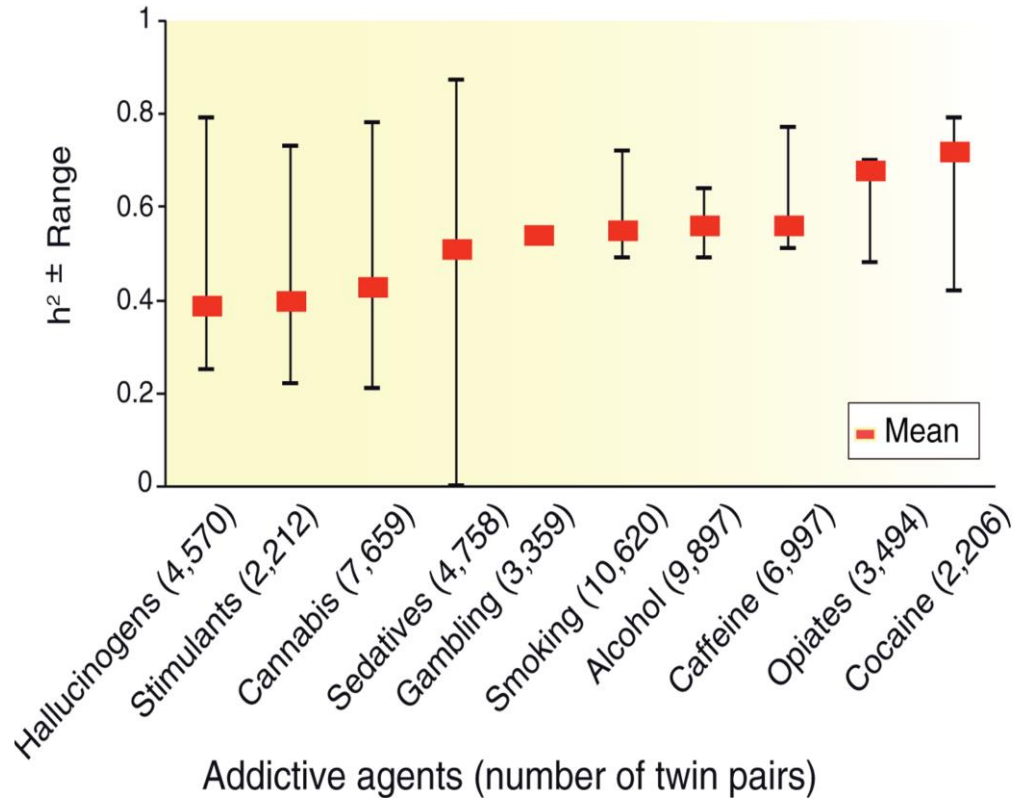 1
0.8
0.6
0.4
0.2
0
h² ± Range
Mean
Hallucinogens (4,570)
Stimulants (2,212)
Cannabis (7,659)
Sedatives (4,758)
Gambling (3,359)
Smoking (10,620)
Alcohol (9,897)
Caffeine (6,997)
Opiates (3,494)
Cocaine (2,206)
Addictive agents (number of twin pairs)